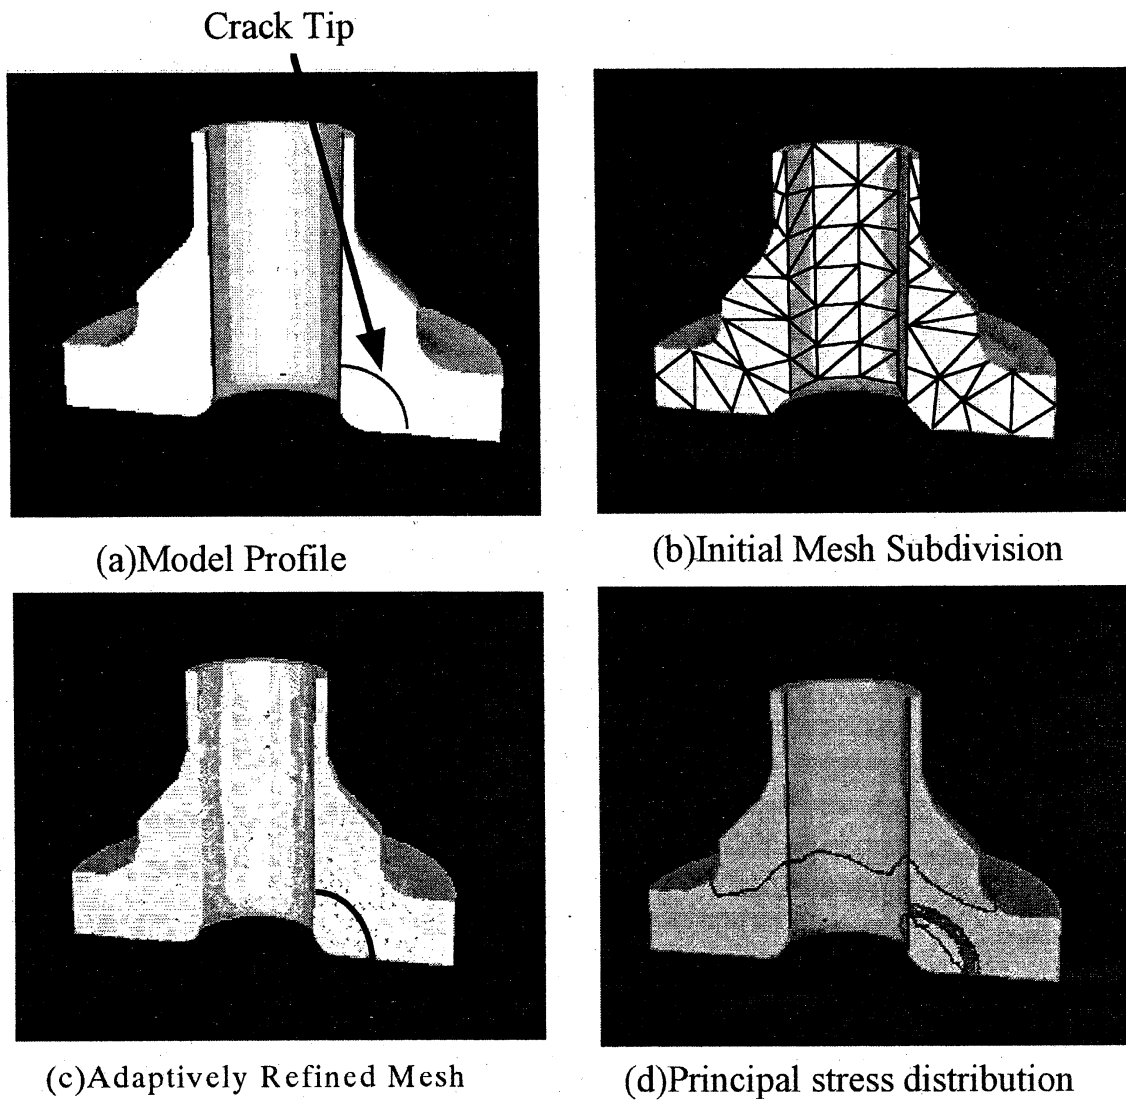 Crack Tip
(a)Model Profile
(b)Initial Mesh Subdivision
(c)Adaptively Refined Mesh
(d)Principal stress distribution